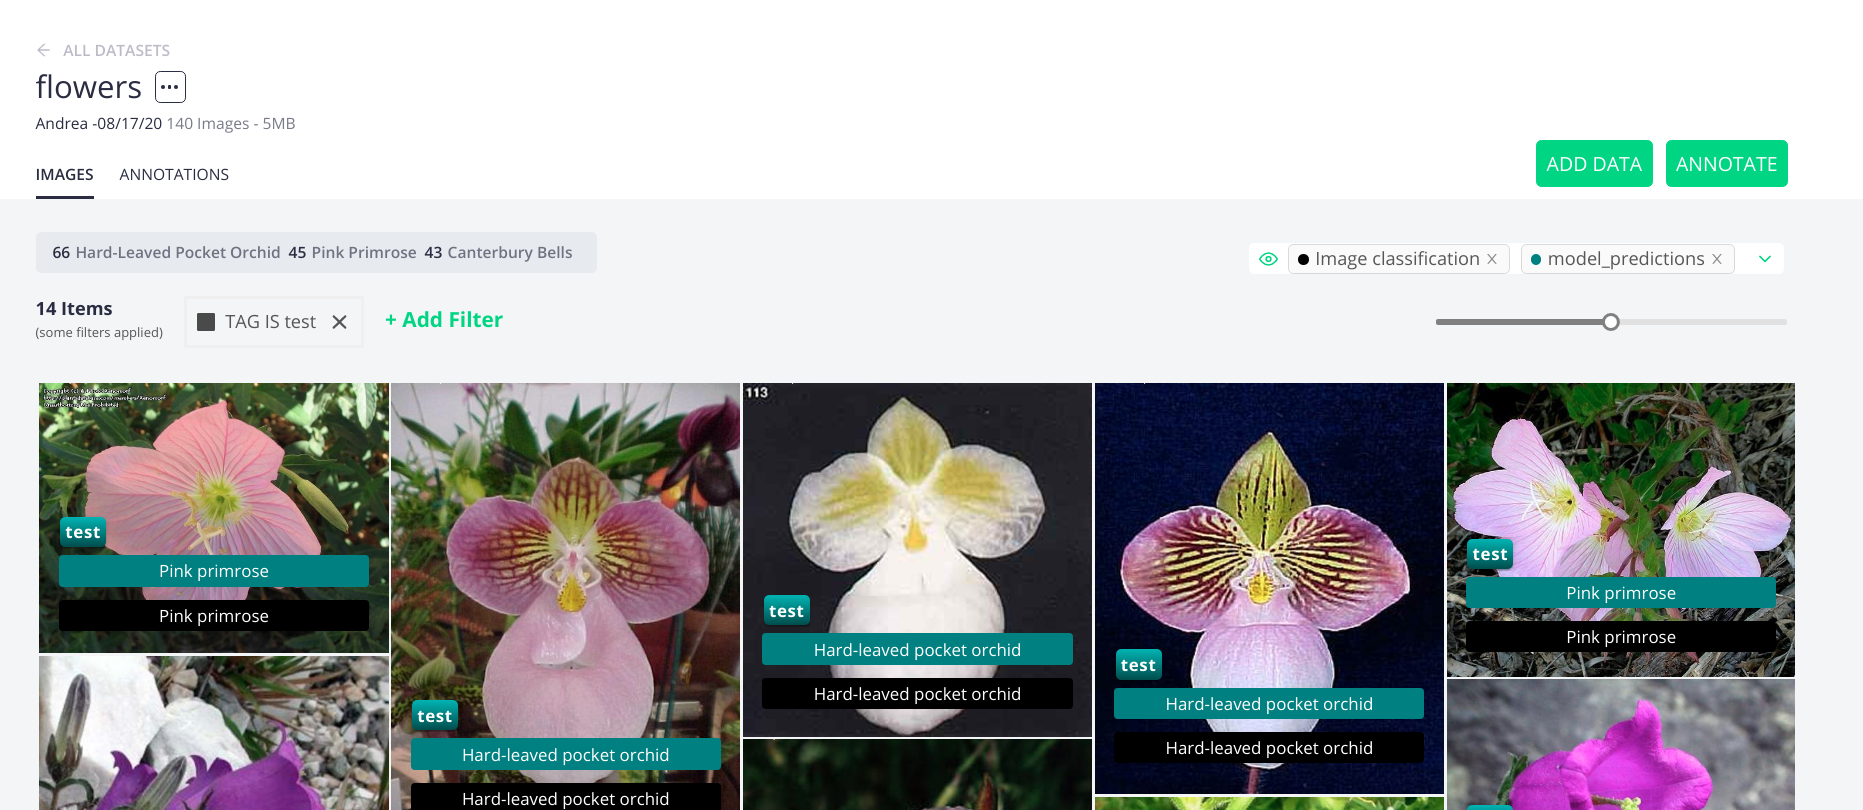 ALL DATASETS
flowers
Andrea -08/17/20 140 Images - 5MB
IMAGES ANNOTATIONS
ADD DATA ANNOTATE
66 Hard-Leaved Pocket Orchid 45 Pink Primrose 43 Canterbury Bells
Image classification model_predictions
14 Items
(some filters applied)
TAG IS test
+ Add Filter
test
Pink primrose
Pink primrose
test
Hard-leaved pocket orchid
Hard-leaved pocket orchid
113
test
Hard-leaved pocket orchid
Hard-leaved pocket orchid
test
Hard-leaved pocket orchid
Hard-leaved pocket orchid
test
Pink primrose
Pink primrose